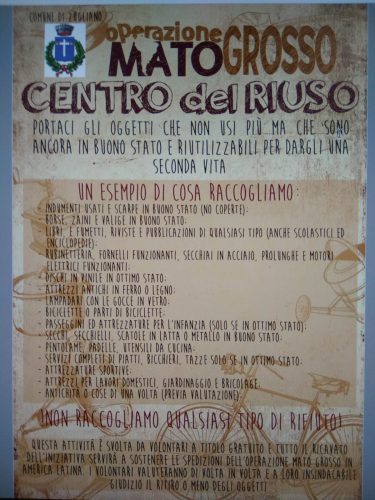 COMUNE DI ZUGLIANO
OPERAZIONE
MATO GROSSO
CENTRO del RIUSO
PORTACI GLI OGGETTI CHE NON USI PIÙ MA CHE SONO
ANCORA IN BUONO STATO E RIUTILIZZABILI PER DARGLI UNA
SECONDA VITA
UN ESEMPIO DI COSA RACCOGLIAMO:
- INDUMENTI USATI E SCARPE IN BUONO STATO (NO COPERTE);
- BORSE, ZAINI E VALIGE IN BUONO STATO;
- LIBRI, E FUMETTI, RIVISTE E PUBBLICAZIONI DI QUALSIASI TIPO (ANCHE SCOLASTICI ED
ENCICLOPEDIE);
- RUBINETTERIA, FORNELLI FUNZIONANTI, SECCHIAI IN ACCIAIO, PROLUNGHE E MOTORI
ELETTRICI FUNZIONANTI;
- DISCHI IN VINILE IN OTTIMO STATO;
- ATTREZZI ANTICHI IN FERRO O LEGNO;
- LAMPADARI CON LE GOCCE IN VETRO;
- BICICLETTE O PARTI DI BICICLETTE;
- PASSEGGINI ED ATTREZZATURE PER L'INFANZIA (SOLO SE IN OTTIMO STATO);
- SECCHI, SECCHIELLI, SCATOLE IN LATTA O METALLO IN BUONO STATO;
- PENTOLAME, PADELLE, UTENSILI DA CUCINA;
- SERVIZI COMPLETI DI PIATTI, BICCHIERI, TAZZE SOLO SE IN OTTIMO STATO;
- ATTREZZATURE SPORTIVE;
- ATTREZZI PER LAVORI DOMESTICI, GIARDINAGGIO E BRICOLAGE;
- ANTICHITÀ O COSE DI UNA VOLTA (PREVIA VALUTAZIONE);
!NON RACCOGLIAMO QUALSIASI TIPO DI RIFIUTO!
QUESTA ATTIVITÀ È SVOLTA DA VOLONTARI A TITOLO GRATUITO E TUTTO IL RICAVATO
DELL'INIZIATIVA SERVIRÀ A SOSTENERE LE SPEDIZIONI DELL'OPERAZIONE MATO GROSSO IN
AMERICA LATINA. I VOLONTARI VALUTERANNO DI VOLTA IN VOLTA E A LORO INSINDACABILE
GIUDIZIO IL RITIRO O MENO DEGLI OGGETTI